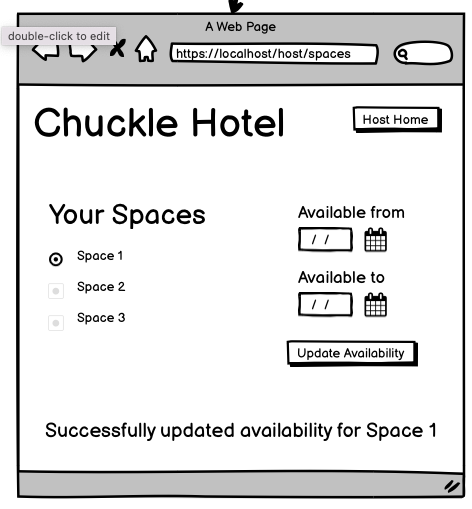 A Web Page
double-click to edit
https://localhost/host/spaces
Chuckle Hotel
Host Home
Your Spaces
Space 1
Space 2
Space 3
Available from
/ /
Available to
/ /
Update Availability
Successfully updated availability for Space 1